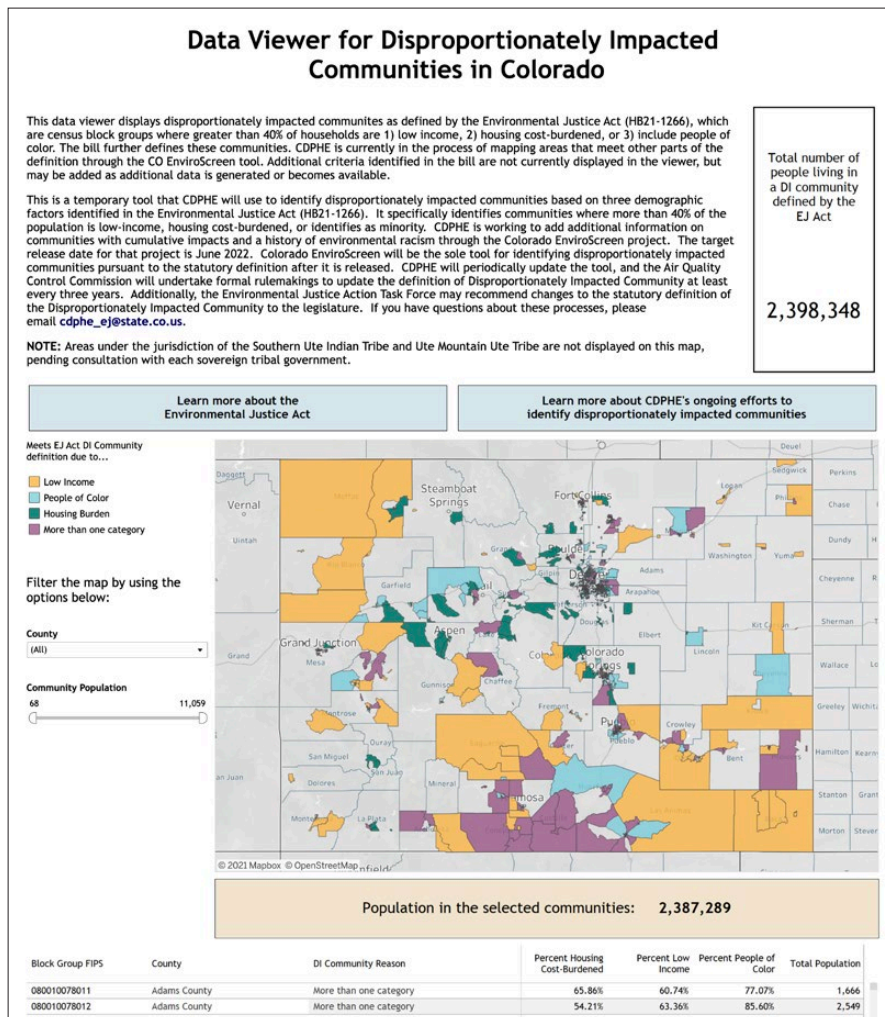 Data Viewer for Disproportionately Impacted
Communities in Colorado
This data viewer displays disproportionately impacted communites as defined by the Environmental Justice Act (HB21-1266), which
are census block groups where greater than 40% of households are 1) low income, 2) housing cost-burdened, or 3) include people of
color. The bill further defines these communities. CDPHE is currently in the process of mapping areas that meet other parts of the
definition through the CO EnviroScreen tool. Additional criteria identified in the bill are not currently displayed in the viewer, but
may be added as additional data is generated or becomes available.
This is a temporary tool that CDPHE will use to identify disproportionately impacted communities based on three demographic
factors identified in the Environmental Justice Act (HB21-1266). It specifically identifies communities where more than 40% of the
population is low-income, housing cost-burdened, or identifies as minority. CDPHE is working to add additional information on
communities with cumulative impacts and a history of environmental racism through the Colorado EnviroScreen project. The target
release date for that project is June 2022. Colorado EnviroScreen will be the sole tool for identifying disproportionately impacted
communities pursuant to the statutory definition after it is released. CDPHE will periodically update the tool, and the Air Quality
Control Commission will undertake formal rulemakings to update the definition of Disproportionately Impacted Community at least
every three years. Additionally, the Environmental Justice Action Task Force may recommend changes to the statutory definition of
the Disproportionately Impacted Community to the legislature. If you have questions about these processes, please
email cdphe_ej@state.co.us.
NOTE: Areas under the jurisdiction of the Southern Ute Indian Tribe and Ute Mountain Ute Tribe are not displayed on this map,
pending consultation with each sovereign tribal government.
Total number of
people living in
a DI community
defined by the
EJ Act
2,398,348
Learn more about the
Environmental Justice Act
Learn more about CDPHE's ongoing efforts to
identify disproportionately impacted communities
Meets EJ Act DI Community
definition due to...
Low Income
People of Color
Housing Burden
More than one category
Filter the map by using the
options below:
County
(All)
Community Population
68 11,059
Daggett
Vernal
Uintah
Grand
San Juan
Moffat
Steamboat
Springs
Fort Collins
Logan
Sedgwick
Deuel
Perkins
Chase
Dundy
Washington
Yuma
Garfield
Gilpin
Adams
Arapahoe
Cheyenne
Grand Junction
Mesa
Aspen
Douglas
Elbert
Lincoln
Kit Carson
Sherman
Wallace
Gunnison
Chaffee
Colorado
Springs
Fremont
Pueblo
Crowley
Bent
Greeley
Wichita
Montrose
Ouray
San Miguel
San Juan
Dolores
Mineral
Hamilton
Kearn
Stanton
Grant
La Plata
Las Animas
Morton
Steven
© 2021 Mapbox © OpenStreetMap
Population in the selected communities: 2,387,289
Block Group FIPS County DI Community Reason Percent Housing Cost-Burdened Percent Low Income Percent People of Color Total Population
080010078011 Adams County More than one category 65.86% 60.74% 77.07% 1,666
080010078012 Adams County More than one category 54.21% 63.36% 85.60% 2,549